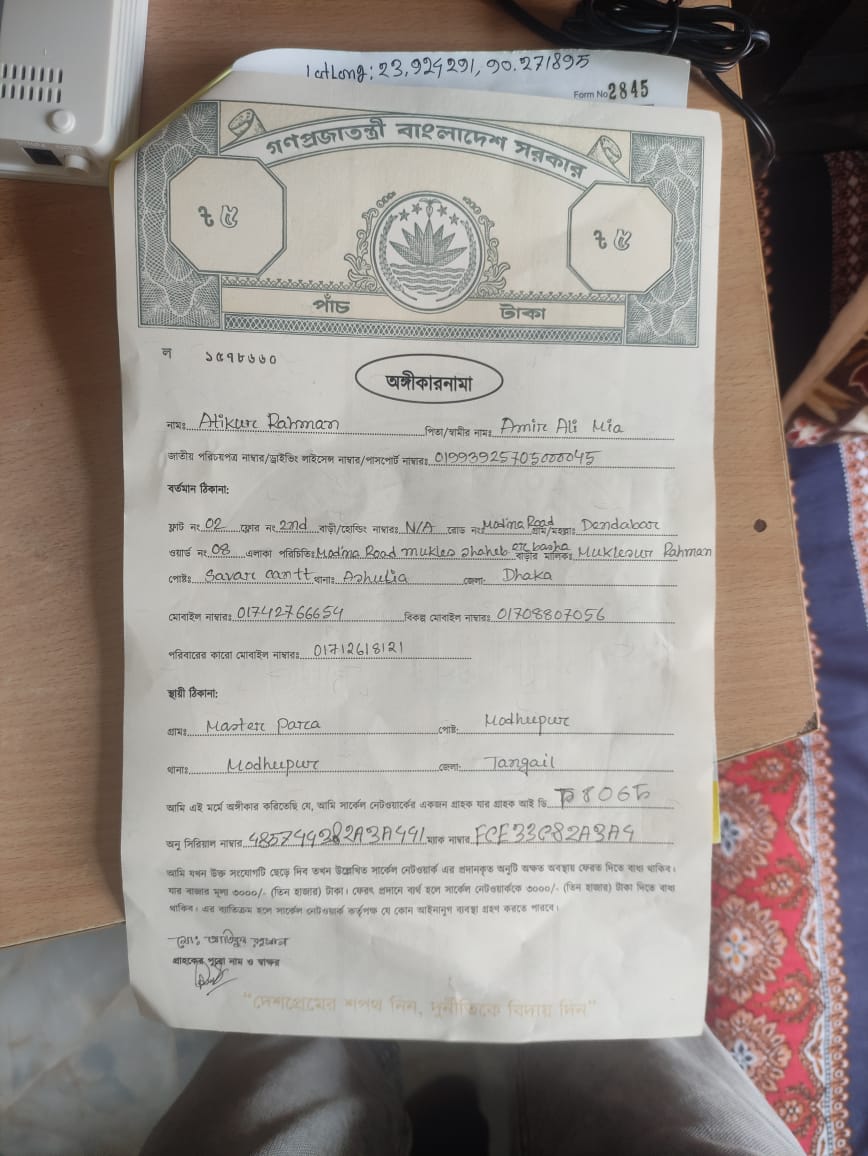 latLong: 23.924291, 90.271895
Form No 2845
গণপ্রজাতন্ত্রী বাংলাদেশ সরকার
৳ ৫ ৳ ৫
পাঁচ টাকা
ল ১৫৭৮৬৬০
অঙ্গীকারনামা
নামঃ Atikur Rahman পিতা/স্বামীর নামঃ Amir Ali Mia
জাতীয় পরিচয়পত্র নাম্বার/ড্রাইভিং লাইসেন্স নাম্বার/পাসপোর্ট নাম্বারঃ 01993925705000045
বর্তমান ঠিকানা:
ফ্লাট নং 02 ফ্লোর নং 2nd বাড়ী/হোল্ডিং নাম্বারঃ N/A রোড নং Madina Road গ্রাম/মহল্লাঃ Dendabar
ওয়ার্ড নং 08 এলাকা পরিচিতিঃ Modina Road mukles shaheb er basha বাড়ীর মালিকঃ Muklesur Rahman
পোষ্টঃ Savar cantt থানাঃ Ashulia জেলা: Dhaka
মোবাইল নাম্বারঃ 01742766654 বিকল্প মোবাইল নাম্বারঃ 01708807056
পরিবারের কারো মোবাইল নাম্বারঃ 01712618121
স্থায়ী ঠিকানা:
গ্রামঃ Master Para পোষ্ট: Modhupur
থানাঃ Modhupur জেলা: Tangail
আমি এই মর্মে অঙ্গীকার করিতেছি যে, আমি সার্কেল নেটওয়ার্কের একজন গ্রাহক যার গ্রাহক আই ডি
অনু সিরিয়াল নাম্বার 48574498282A3A441 ম্যাক নাম্বার FCE33C82A3A4
আমি যখন উক্ত সংযোগটি ছেড়ে দিব তখন উল্লেখিত সার্কেল নেটওয়ার্ক এর প্রদানকৃত অনুটি অক্ষত অবস্থায় ফেরত দিতে বাধ্য থাকিব।
যার বাজার মূল্য ৩০০০/- (তিন হাজার) টাকা। ফেরৎ প্রদানে ব্যর্থ হলে সার্কেল নেটওয়ার্ককে ৩০০০/- (তিন হাজার) টাকা দিতে বাধ্য
থাকিব। এর ব্যতিক্রম হলে সার্কেল নেটওয়ার্ক কর্তৃপক্ষ যে কোন আইনানুগ ব্যবস্থা গ্রহণ করতে পারবে।
মোঃ আতিকুর রহমান
গ্রাহকের পুরো নাম ও স্বাক্ষর
"দেশপ্রেমের শপথ নিন, দুর্নীতিকে বিদায় দিন"